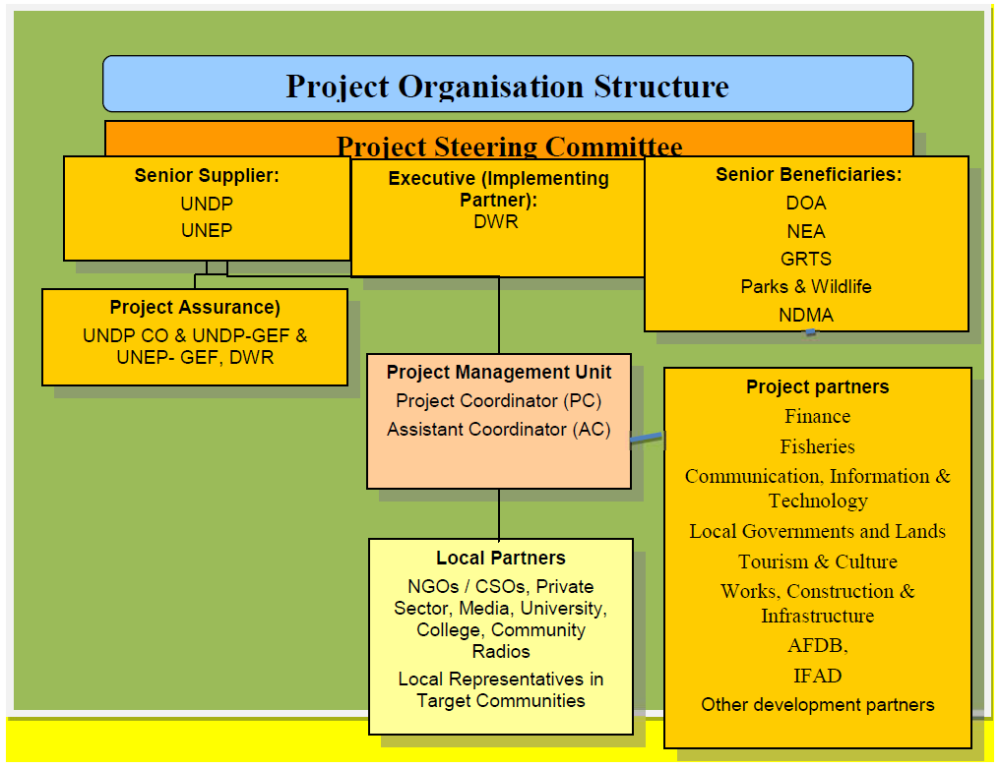 Project Organisation Structure
Project Steering Committee
Senior Supplier:
UNDP
UNEP
Executive (Implementing
Partner):
DWR
Senior Beneficiaries:
DOA
NEA
GRTS
Parks & Wildlife
NDMA
Project Assurance)
UNDP CO & UNDP-GEF &
UNEP- GEF, DWR
Project Management Unit
Project Coordinator (PC)
Assistant Coordinator (AC)
Project partners
Finance
Fisheries
Communication, Information &
Technology
Local Governments and Lands
Tourism & Culture
Works, Construction &
Infrastructure
AFDB,
IFAD
Other development partners
Local Partners
NGOs / CSOs, Private
Sector, Media, University,
College, Community
Radios
Local Representatives in
Target Communities